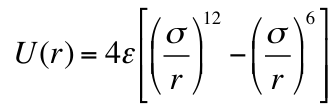 U(r) = 4ε[(σ/r)^12 − (σ/r)^6]